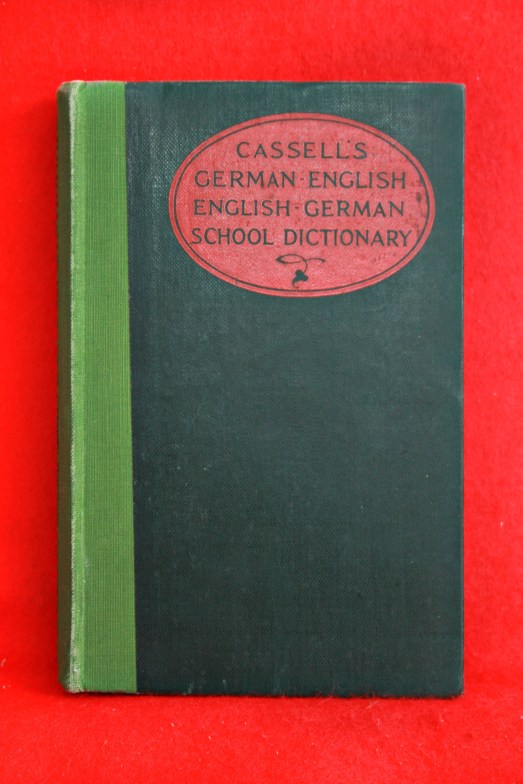 CASSELL'S
GERMAN·ENGLISH
ENGLISH-GERMAN
SCHOOL DICTIONARY